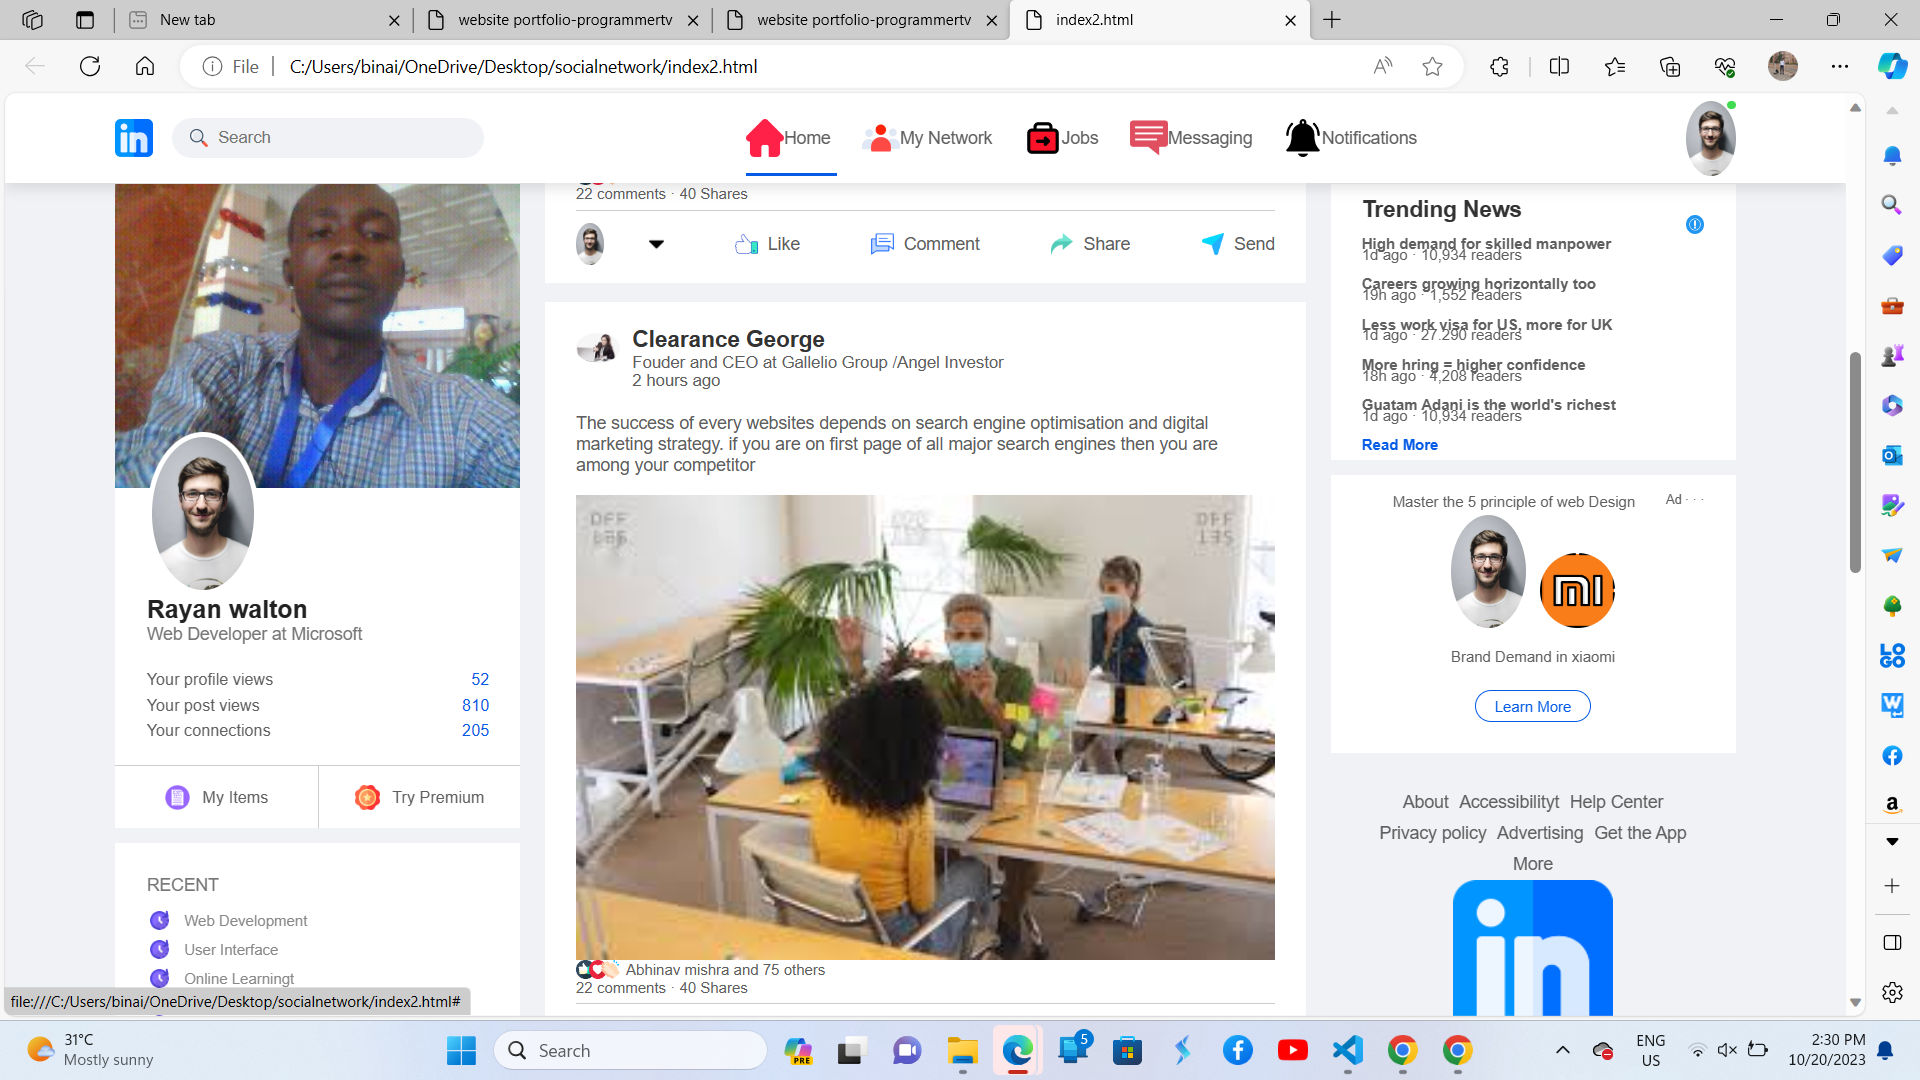 New tab
website portfolio-programmertv
website portfolio-programmertv
index2.html
File
C:/Users/binai/OneDrive/Desktop/socialnetwork/index2.html
in
Search
Home
My Network
Jobs
Messaging
Notifications
Rayan walton
Web Developer at Microsoft
Your profile views 52
Your post views 810
Your connections 205
My Items
Try Premium
RECENT
Web Development
User Interface
Online Learningt
22 comments · 40 Shares
Like
Comment
Share
Send
Clearance George
Fouder and CEO at Gallelio Group /Angel Investor
2 hours ago
The success of every websites depends on search engine optimisation and digital
marketing strategy. if you are on first page of all major search engines then you are
among your competitor
Abhinav mishra and 75 others
22 comments · 40 Shares
Trending News
High demand for skilled manpower
1d ago · 10,934 readers
Careers growing horizontally too
19h ago · 1,552 readers
Less work visa for US, more for UK
1d ago · 27.290 readers
More hring = higher confidence
18h ago · 4,208 readers
Guatam Adani is the world's richest
1d ago · 10,934 readers
Read More
Master the 5 principle of web Design
Ad · · ·
MI
Brand Demand in xiaomi
Learn More
About Accessibilityt Help Center
Privacy policy Advertising Get the App
More
in
LOGO
file:///C:/Users/binai/OneDrive/Desktop/socialnetwork/index2.html#
31°C
Mostly sunny
Search
PRE
5
ENG
US
2:30 PM
10/20/2023